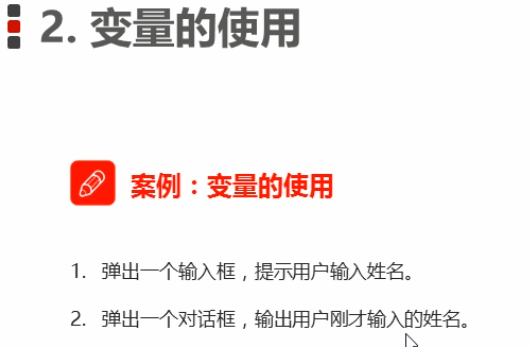 2. 变量的使用
案例：变量的使用
1. 弹出一个输入框，提示用户输入姓名。
2. 弹出一个对话框，输出用户刚才输入的姓名。